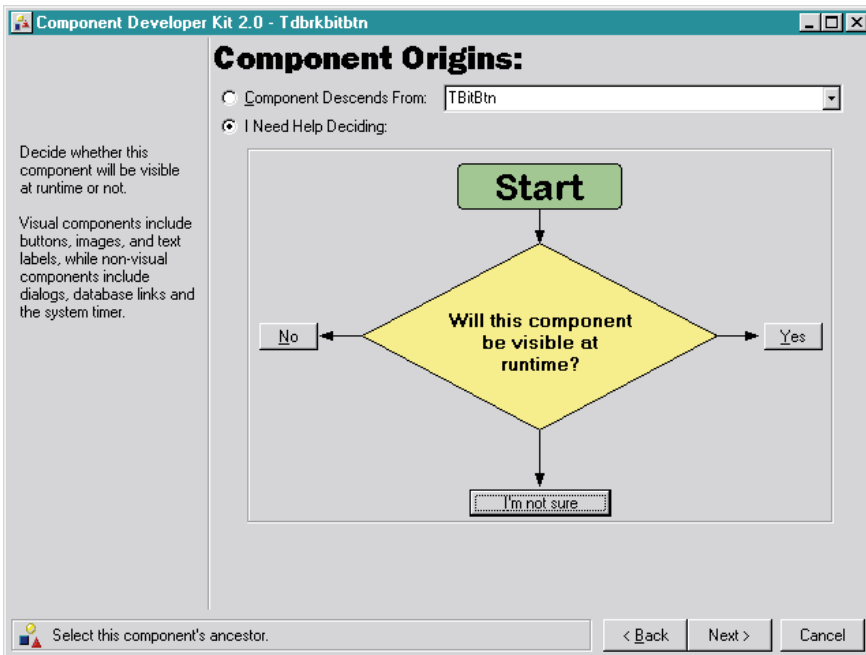 Component Developer Kit 2.0 - Tdbrkbitbtn
Component Origins:
Component Descends From: TBitBtn
I Need Help Deciding:
Decide whether this
component will be visible
at runtime or not.
Visual components include
buttons, images, and text
labels, while non-visual
components include
dialogs, database links and
the system timer.
Start
Will this component
be visible at
runtime?
No
Yes
I'm not sure
Select this component's ancestor.
< Back
Next >
Cancel